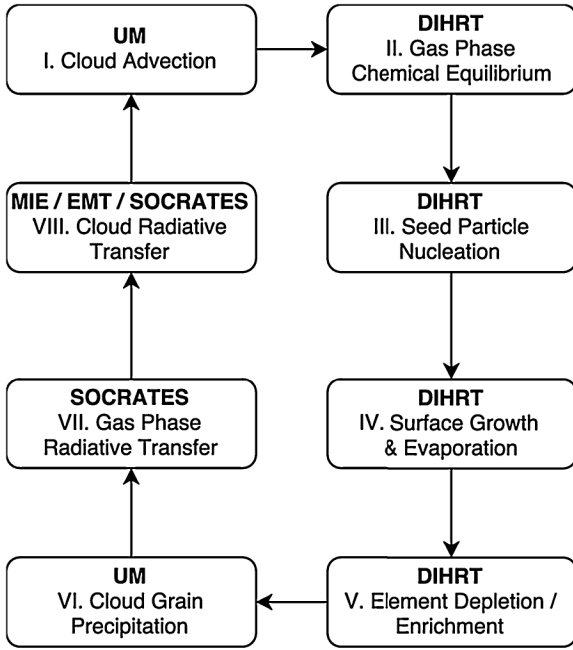 UM
I. Cloud Advection
DIHRT
II. Gas Phase
Chemical Equilibrium
DIHRT
III. Seed Particle
Nucleation
DIHRT
IV. Surface Growth
& Evaporation
DIHRT
V. Element Depletion /
Enrichment
UM
VI. Cloud Grain
Precipitation
SOCRATES
VII. Gas Phase
Radiative Transfer
MIE / EMT / SOCRATES
VIII. Cloud Radiative
Transfer